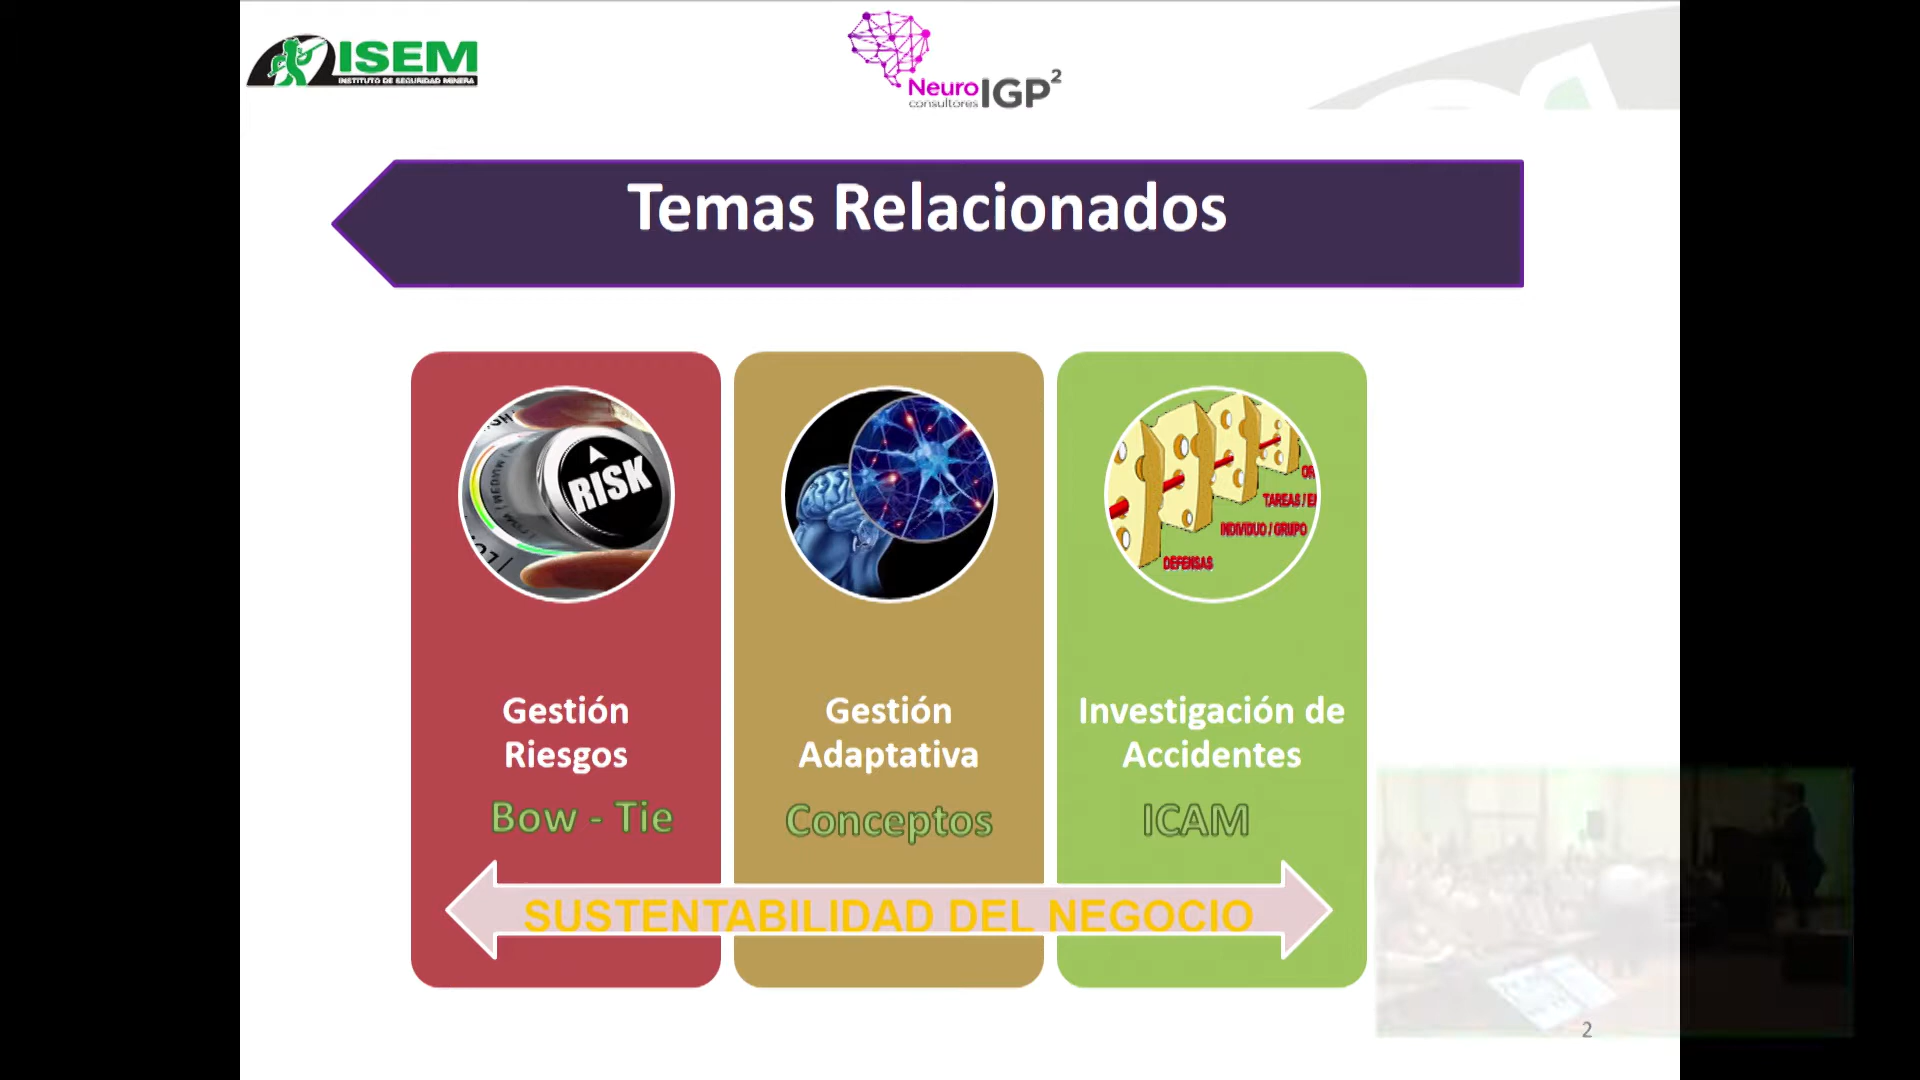 ISEM
INSTITUTO DE SEGURIDAD MINERA
Neuro
consultores
IGP²
Temas Relacionados
RISK
TAREAS /
INDIVIDUO / GRUPO
DEFENSAS
Gestión
Riesgos
Bow - Tie
Gestión
Adaptativa
Conceptos
Investigación de
Accidentes
ICAM
SUSTENTABILIDAD DEL NEGOCIO
2